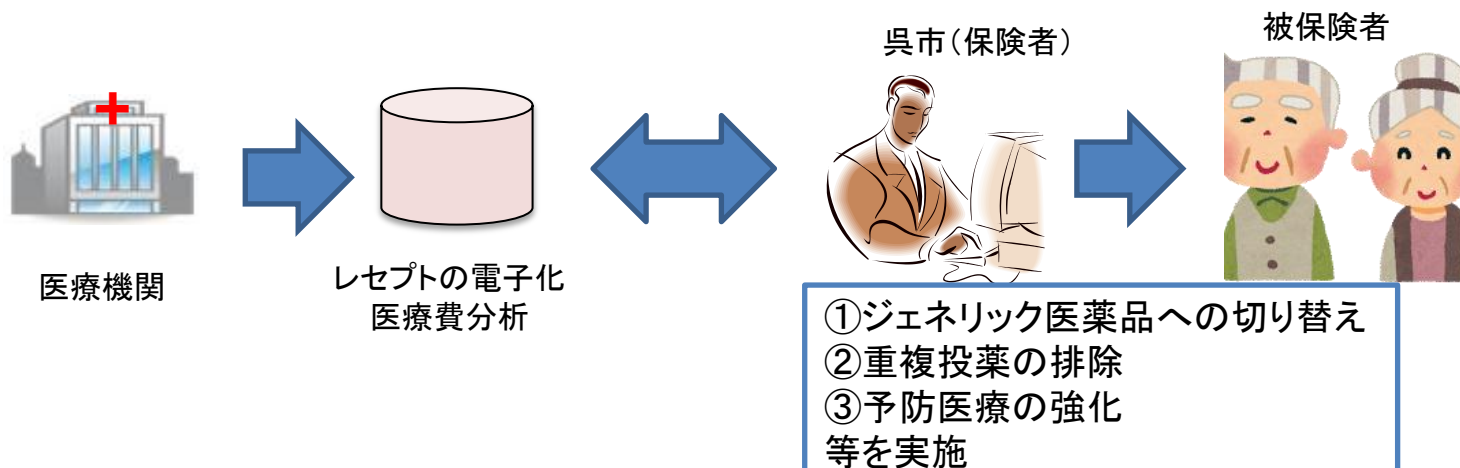 呉市（保険者）
被保険者
医療機関
レセプトの電子化
医療費分析
①ジェネリック医薬品への切り替え
②重複投薬の排除
③予防医療の強化
等を実施